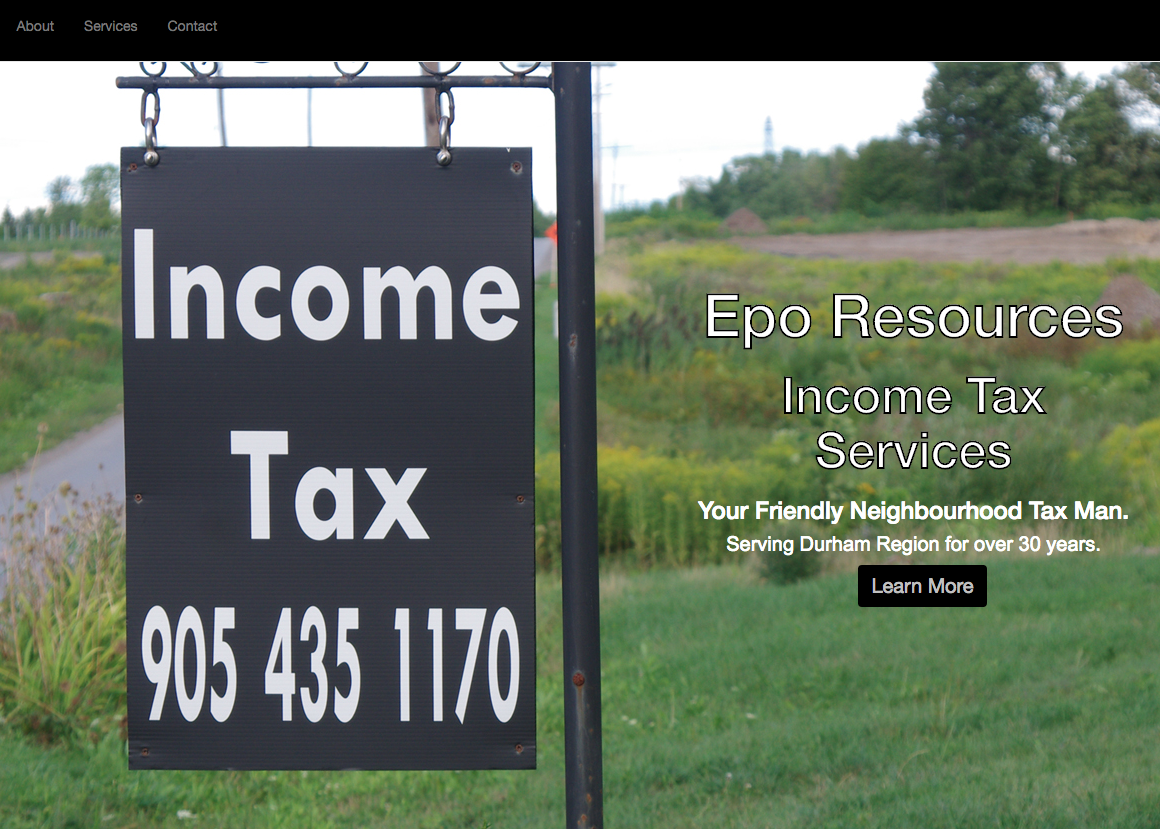 About Services Contact
Income
Tax
905 435 1170
Epo Resources
Income Tax
Services
Your Friendly Neighbourhood Tax Man.
Serving Durham Region for over 30 years.
Learn More